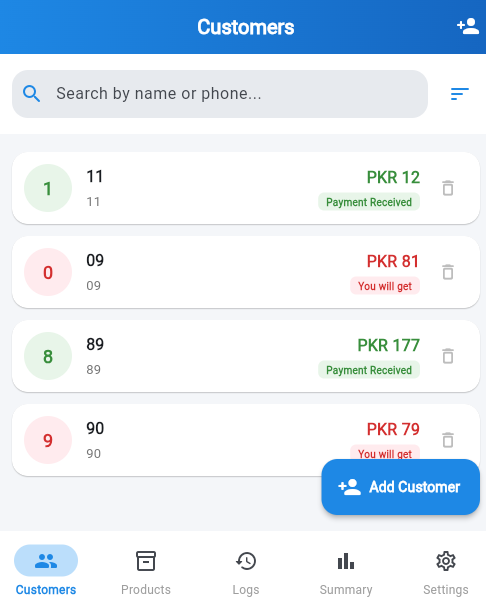 Customers
Search by name or phone...
1
11
11
PKR 12
Payment Received
0
09
09
PKR 81
You will get
8
89
89
PKR 177
Payment Received
9
90
90
PKR 79
You will get
Add Customer
Customers
Products
Logs
Summary
Settings